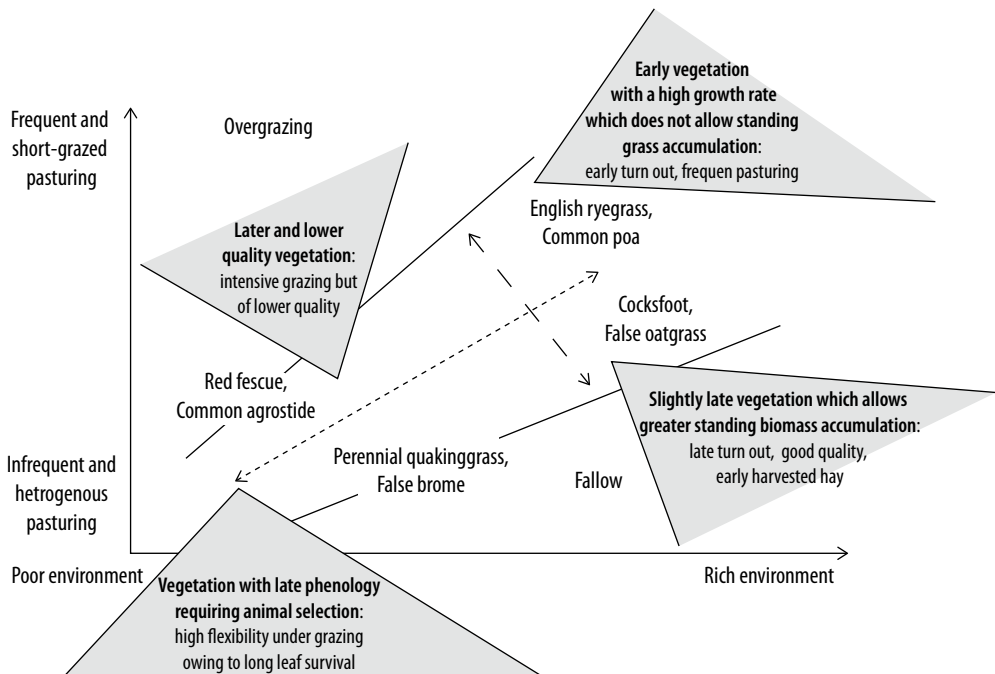 Frequent and
short-grazed
pasturing
Overgrazing
Early vegetation
with a high growth rate
which does not allow standing
grass accumulation:
early turn out, frequen pasturing
Later and lower
quality vegetation:
intensive grazing but
of lower quality
English ryegrass,
Common poa
Cocksfoot,
False oatgrass
Red fescue,
Common agrostide
Slightly late vegetation which allows
greater standing biomass accumulation:
late turn out, good quality,
early harvested hay
Perennial quakinggrass,
False brome
Fallow
Infrequent and
hetrogenous
pasturing
Poor environment
Rich environment
Vegetation with late phenology
requiring animal selection:
high flexibility under grazing
owing to long leaf survival